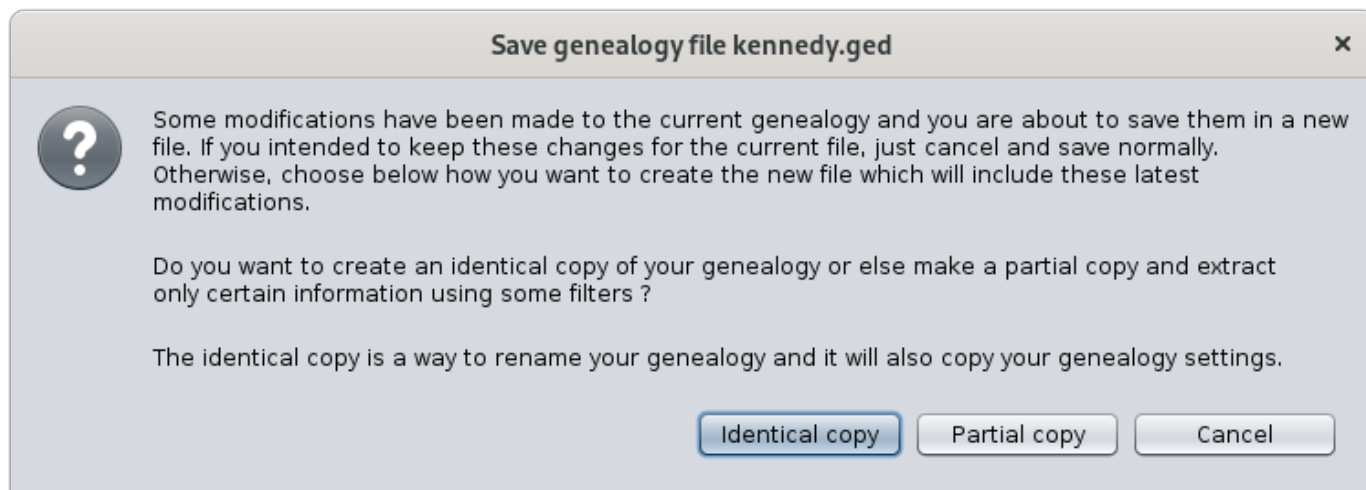 Save genealogy file kennedy.ged
Some modifications have been made to the current genealogy and you are about to save them in a new
file. If you intended to keep these changes for the current file, just cancel and save normally.
Otherwise, choose below how you want to create the new file which will include these latest
modifications.
Do you want to create an identical copy of your genealogy or else make a partial copy and extract
only certain information using some filters ?
The identical copy is a way to rename your genealogy and it will also copy your genealogy settings.
Identical copy Partial copy Cancel